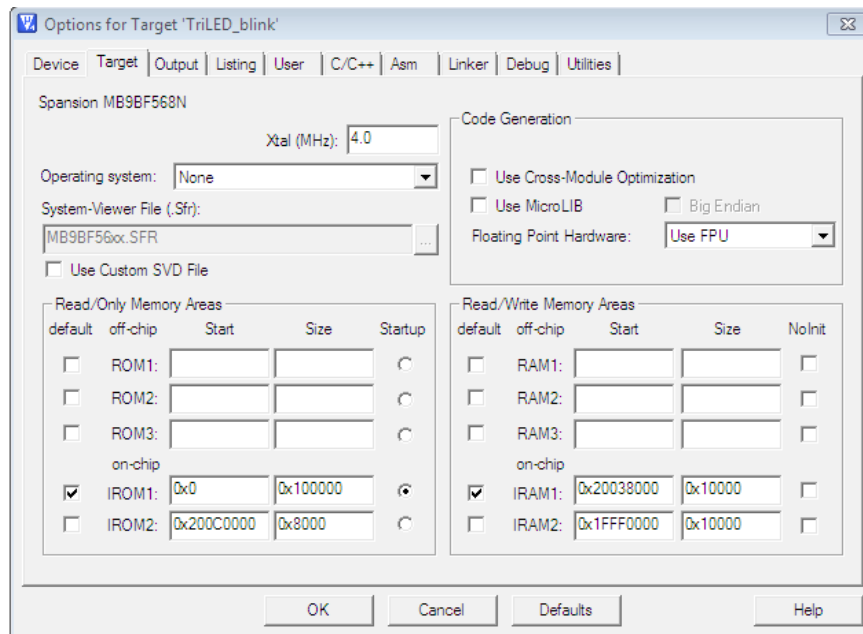 Options for Target 'TriLED_blink'
Device Target Output Listing User C/C++ Asm Linker Debug Utilities
Spansion MB9BF568N
Xtal (MHz): 4.0
Operating system: None
System-Viewer File (.Sfr):
MB9BF56xx.SFR ...
Use Custom SVD File
Code Generation
Use Cross-Module Optimization
Use MicroLIB Big Endian
Floating Point Hardware: Use FPU
Read/Only Memory Areas
default off-chip Start Size Startup
ROM1:
ROM2:
ROM3:
on-chip
IROM1: 0x0 0x100000
IROM2: 0x200C0000 0x8000
Read/Write Memory Areas
default off-chip Start Size NoInit
RAM1:
RAM2:
RAM3:
on-chip
IRAM1: 0x20038000 0x10000
IRAM2: 0x1FFF0000 0x10000
OK Cancel Defaults Help